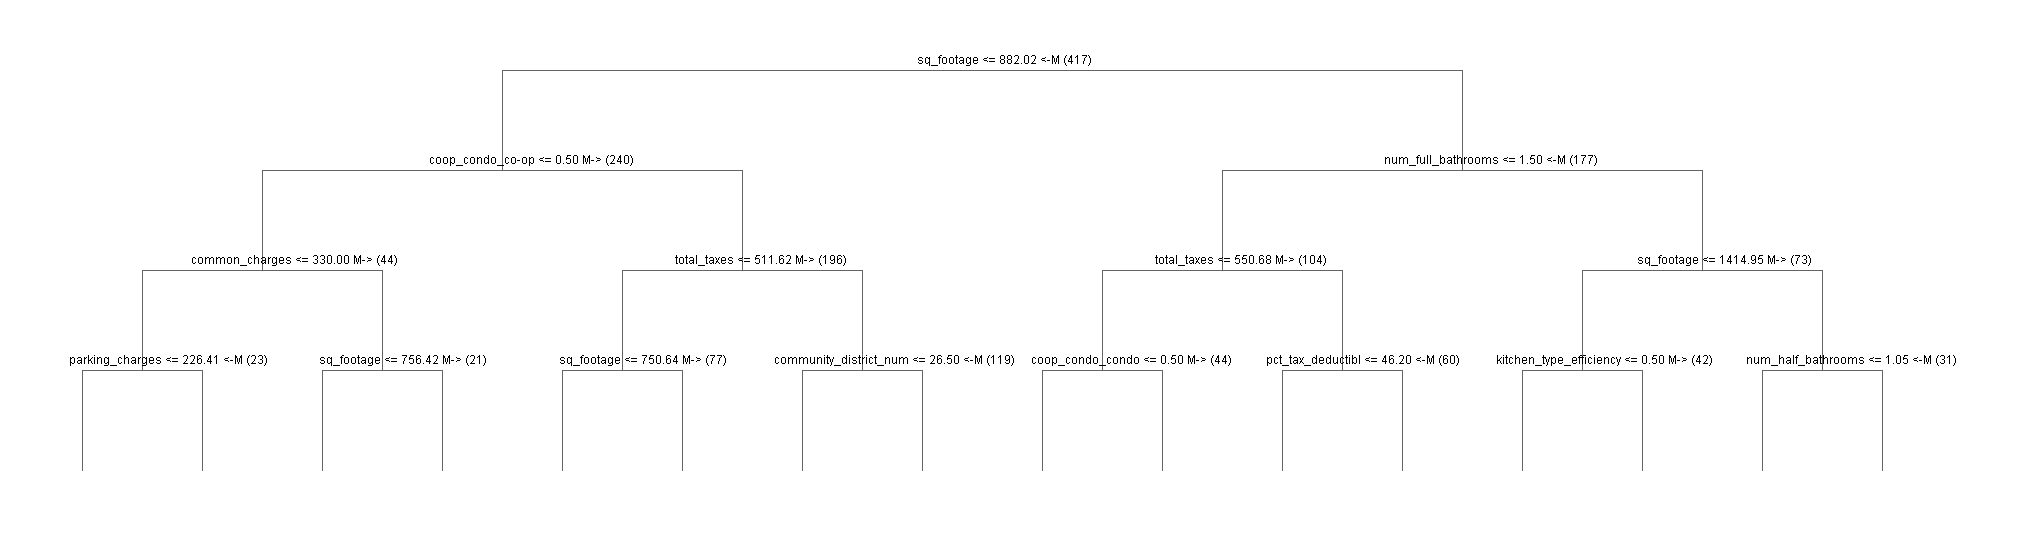 sq_footage <= 882.02 <-M (417)
coop_condo_co-op <= 0.50 M-> (240)
num_full_bathrooms <= 1.50 <-M (177)
common_charges <= 330.00 M-> (44)
total_taxes <= 511.62 M-> (196)
total_taxes <= 550.68 M-> (104)
sq_footage <= 1414.95 M-> (73)
parking_charges <= 226.41 <-M (23)
sq_footage <= 756.42 M-> (21)
sq_footage <= 750.64 M-> (77)
community_district_num <= 26.50 <-M (119)
coop_condo_condo <= 0.50 M-> (44)
pct_tax_deductibl <= 46.20 <-M (60)
kitchen_type_efficiency <= 0.50 M-> (42)
num_half_bathrooms <= 1.05 <-M (31)